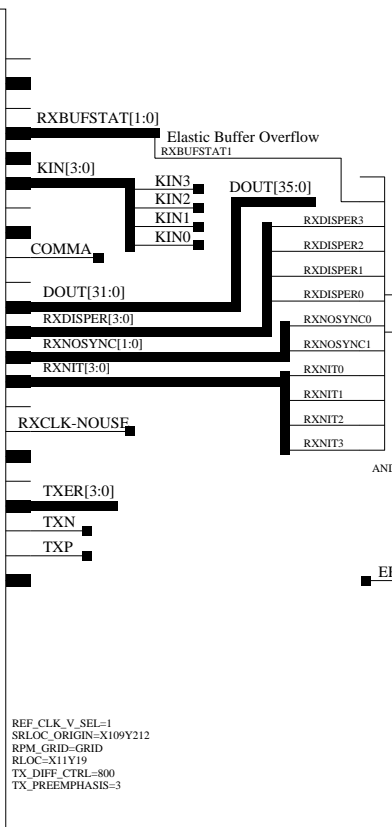 RXBUFSTAT[1:0]
Elastic Buffer Overflow
RXBUFSTAT1
KIN[3:0]
KIN3
KIN2
KIN1
KIN0
DOUT[35:0]
COMMA
RXDISPER3
RXDISPER2
RXDISPER1
RXDISPER0
DOUT[31:0]
RXDISPER[3:0]
RXNOSYNC[1:0]
RXNIT[3:0]
RXNOSYNC0
RXNOSYNC1
RXNIT0
RXNIT1
RXNIT2
RXNIT3
RXCLK-NOUSE
TXER[3:0]
TXN
TXP
REF_CLK_V_SEL=1
SRLOC_ORIGIN=X109Y212
RPM_GRID=GRID
RLOC=X11Y19
TX_DIFF_CTRL=800
TX_PREEMPHASIS=3